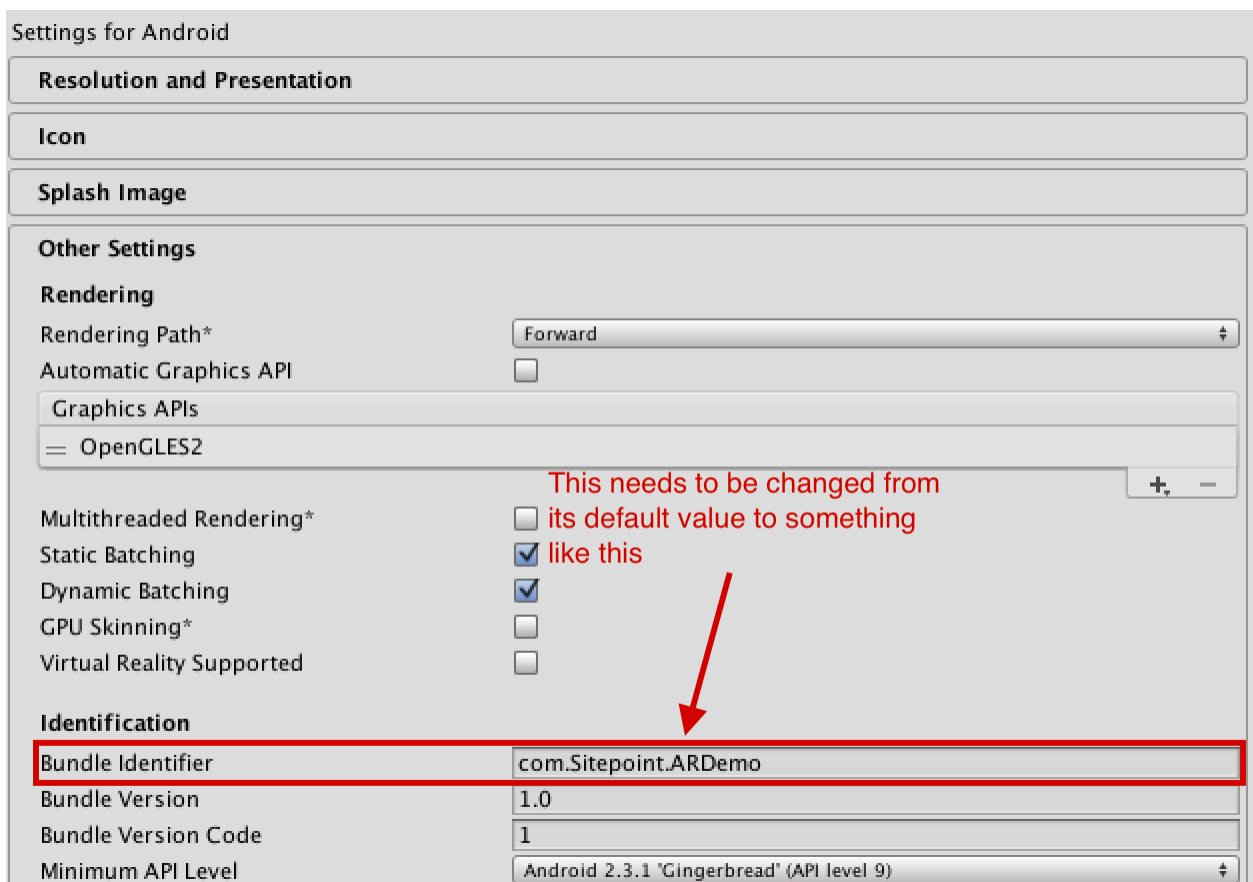 Settings for Android
Resolution and Presentation
Icon
Splash Image
Other Settings
Rendering
Rendering Path* Forward
Automatic Graphics API
Graphics APIs
OpenGLES2
This needs to be changed from
Multithreaded Rendering* its default value to something
Static Batching like this
Dynamic Batching
GPU Skinning*
Virtual Reality Supported
Identification
Bundle Identifier com.Sitepoint.ARDemo
Bundle Version 1.0
Bundle Version Code 1
Minimum API Level Android 2.3.1 'Gingerbread' (API level 9)